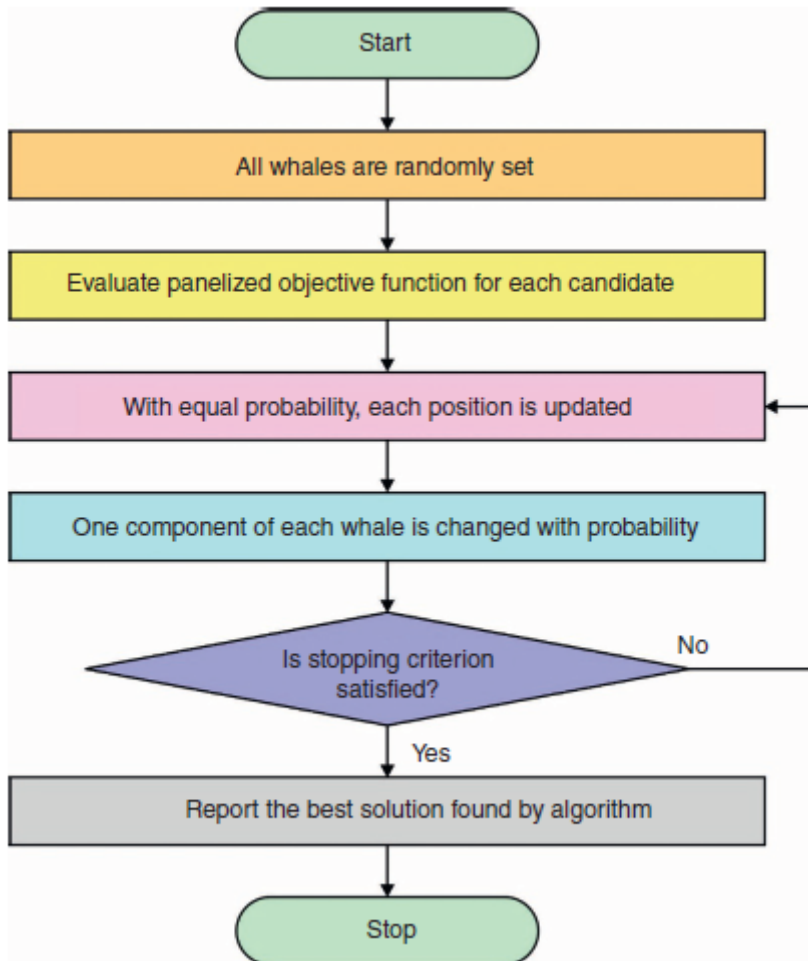 Start
All whales are randomly set
Evaluate panelized objective function for each candidate
With equal probability, each position is updated
One component of each whale is changed with probability
Is stopping criterion
satisfied?
No
Yes
Report the best solution found by algorithm
Stop